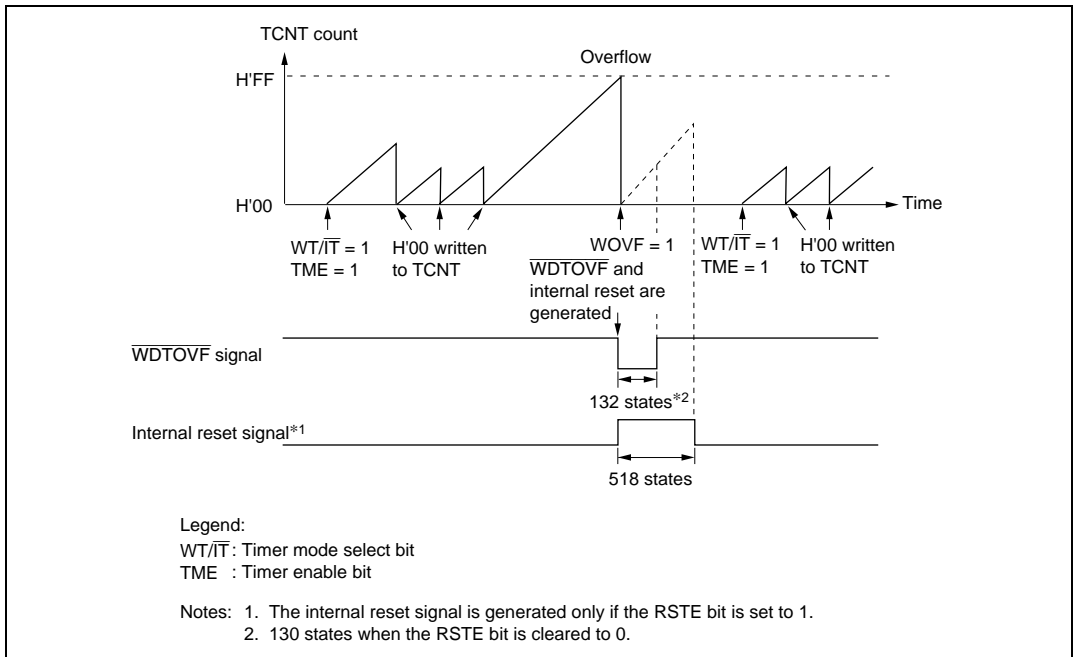 TCNT count
Overflow
H'FF
H'00
Time
WT/IT = 1
TME = 1
H'00 written
to TCNT
WOVF = 1
WDTOVF and
internal reset are
generated
WT/IT = 1
TME = 1
H'00 written
to TCNT
WDTOVF signal
132 states*2
Internal reset signal*1
518 states
Legend:
WT/IT : Timer mode select bit
TME : Timer enable bit
Notes: 1. The internal reset signal is generated only if the RSTE bit is set to 1.
2. 130 states when the RSTE bit is cleared to 0.